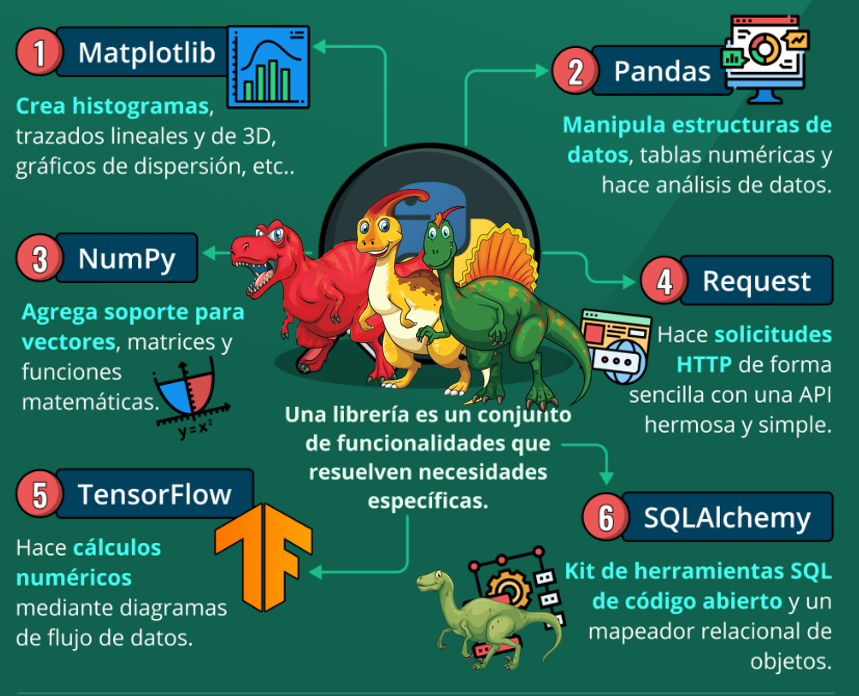 1 Matplotlib
Crea histogramas,
trazados lineales y de 3D,
gráficos de dispersión, etc..
2 Pandas
Manipula estructuras de
datos, tablas numéricas y
hace análisis de datos.
3 NumPy
Agrega soporte para
vectores, matrices y
funciones
matemáticas.
y=x²
4 Request
Hace solicitudes
HTTP de forma
sencilla con una API
hermosa y simple.
Una librería es un conjunto
de funcionalidades que
resuelven necesidades
específicas.
5 TensorFlow
Hace cálculos
numéricos
mediante diagramas
de flujo de datos.
6 SQLAlchemy
Kit de herramientas SQL
de código abierto y un
mapeador relacional de
objetos.